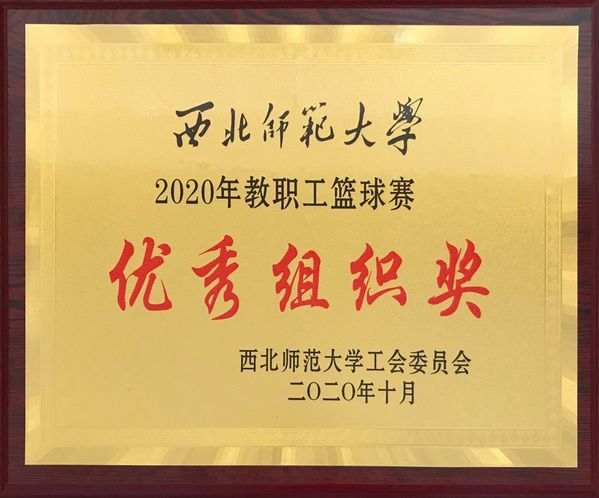 西北师范大學
2020年教职工篮球赛
优秀组织奖
西北师范大学工会委员会
二〇二〇年十月